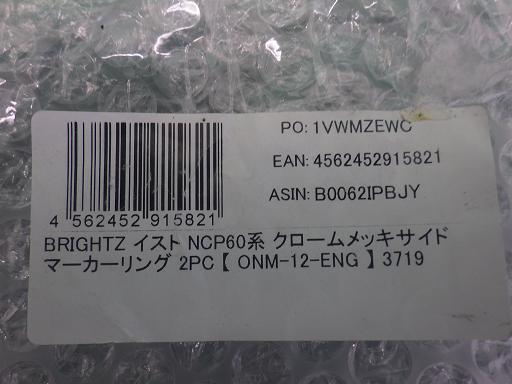 PO: 1VWMZEWC
EAN: 4562452915821
ASIN: B0062IPBJY
4 562452 915821
BRIGHTZ イスト NCP60系 クロームメッキサイド
マーカーリング 2PC【 ONM-12-ENG 】3719